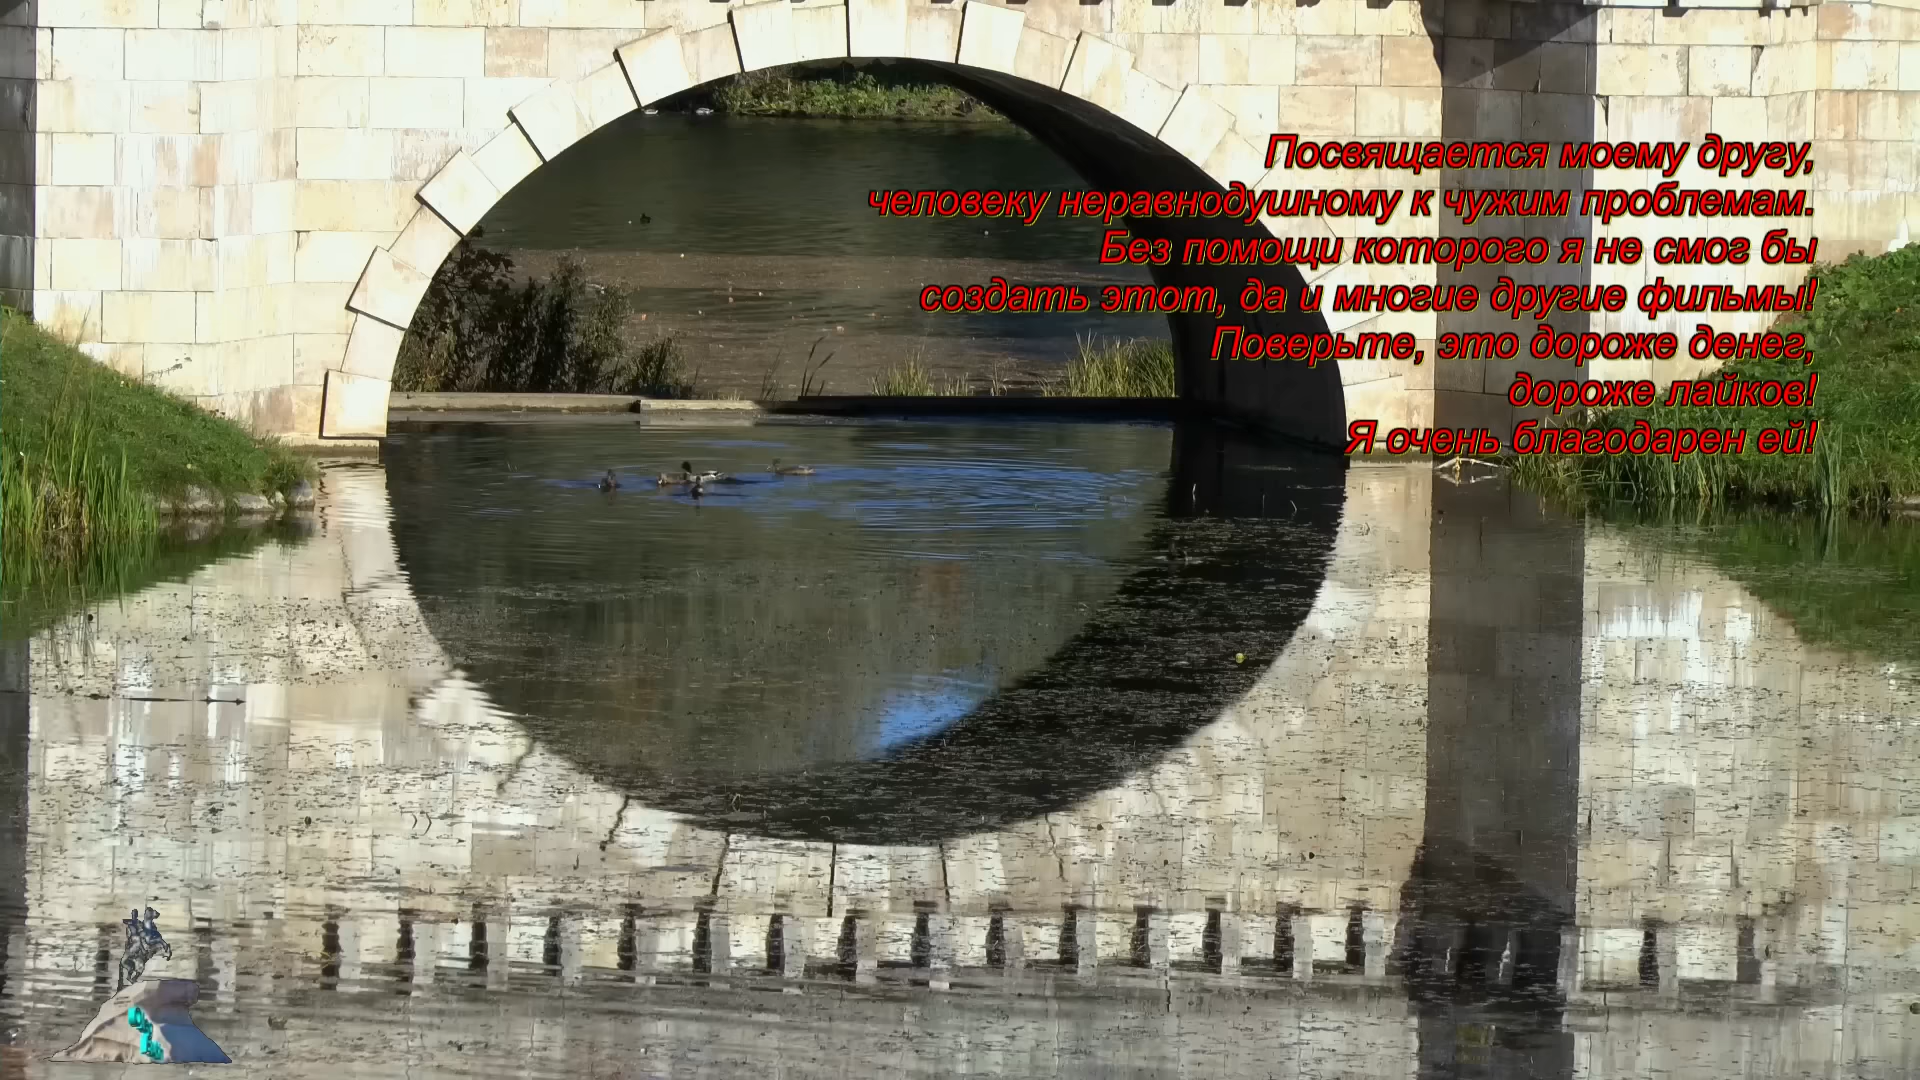 Посвящается моему другу,
человеку неравнодушному к чужим проблемам.
Без помощи которого я не смог бы
создать этот, да и многие другие фильмы!
Поверьте, это дороже денег,
дороже лайков!
Я очень благодарен ей!